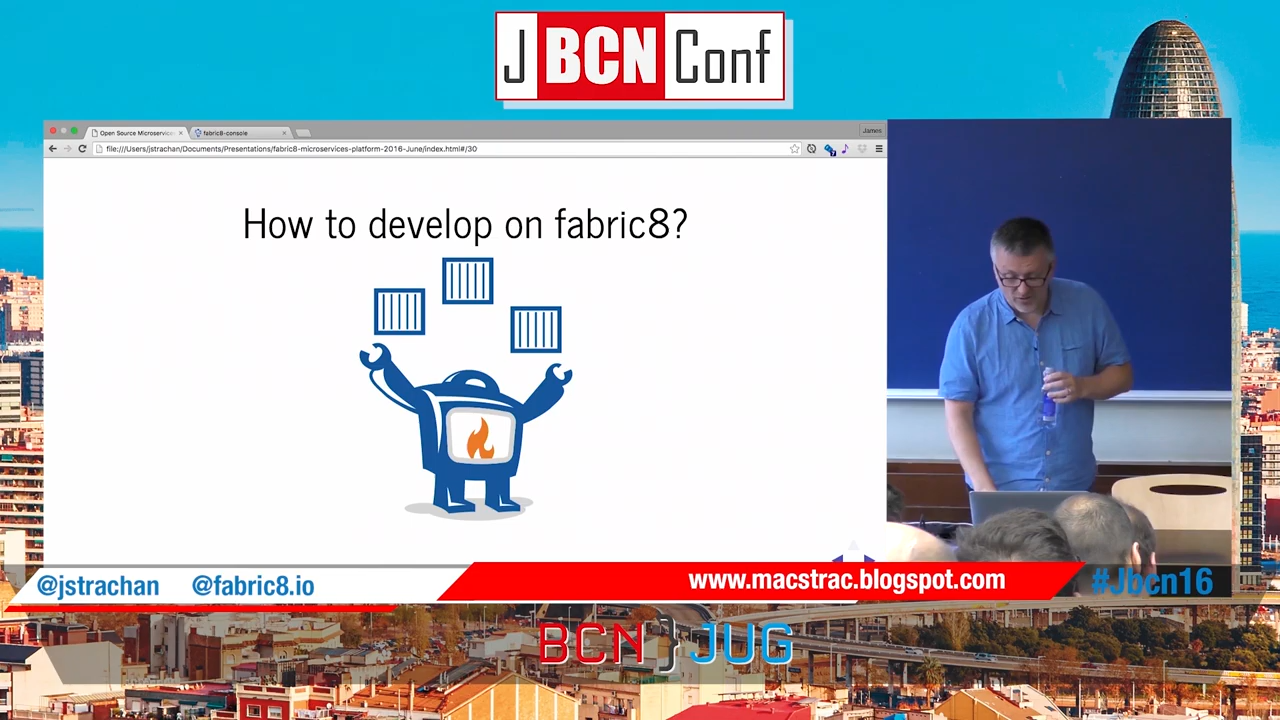 J BCN Conf
Open Source Microservices
fabric8-console
James
file:///Users/jstrachan/Documents/Presentations/fabric8-microservices-platform-2016-June/index.html#/30
How to develop on fabric8?
@jstrachan @fabric8.io
www.macstrac.blogspot.com
#Jbcn16
BCN JUG